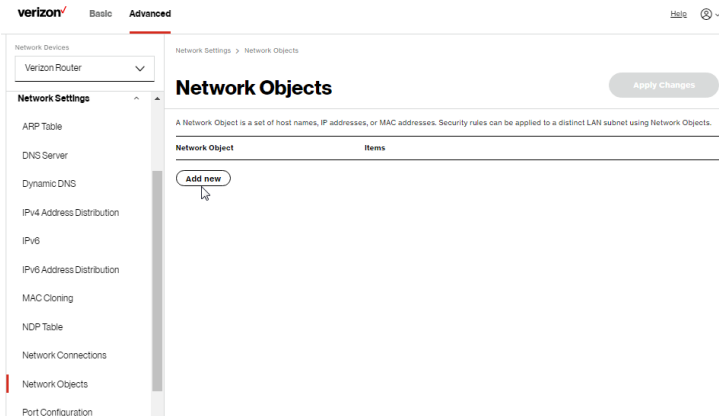 verizon✓ Basic Advanced Help
Network Devices
Verizon Router
Network Settings
ARP Table
DNS Server
Dynamic DNS
IPv4 Address Distribution
IPv6
IPv6 Address Distribution
MAC Cloning
NDP Table
Network Connections
Network Objects
Port Configuration
Network Settings > Network Objects
Network Objects
Apply Changes
A Network Object is a set of host names, IP addresses, or MAC addresses. Security rules can be applied to a distinct LAN subnet using Network Objects.
Network Object Items
Add new